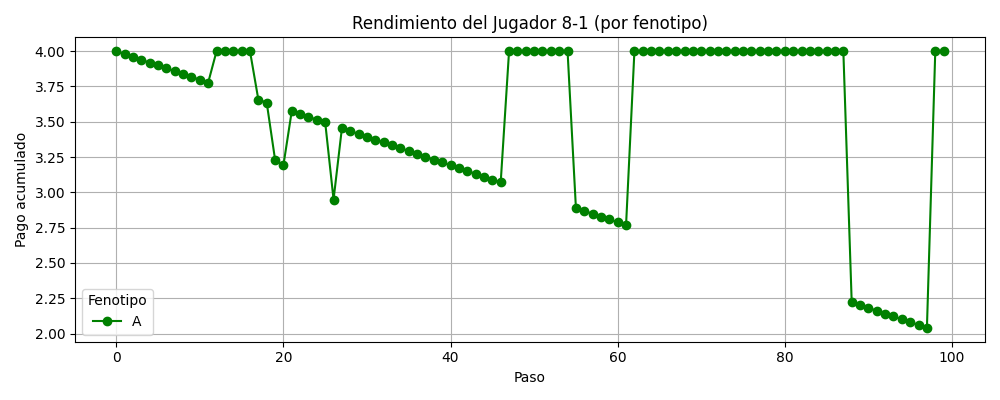 Rendimiento del Jugador 8-1 (por fenotipo)
Pago acumulado
4.00
3.75
3.50
3.25
3.00
2.75
2.50
2.25
2.00
Fenotipo
A
0 20 40 60 80 100
Paso